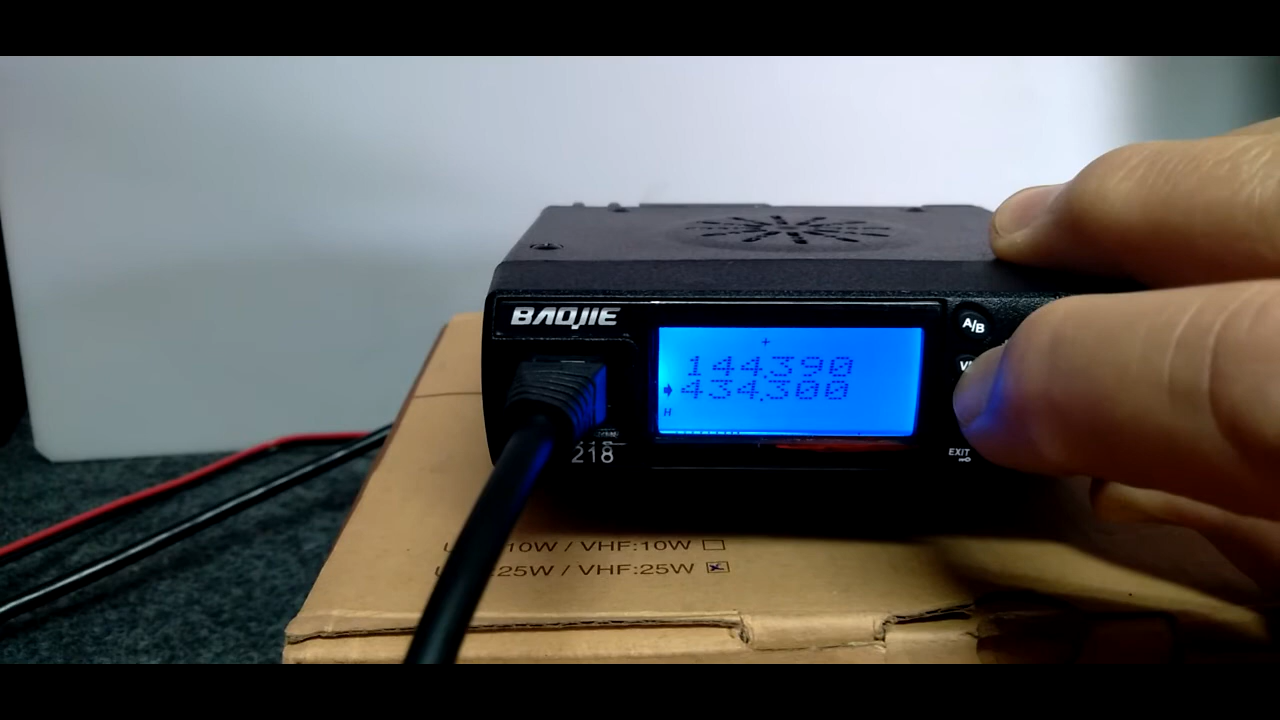 BAOJIE
A/B
+
144.390
434.300
H
EXIT
218
10W / VHF:10W
25W / VHF:25W